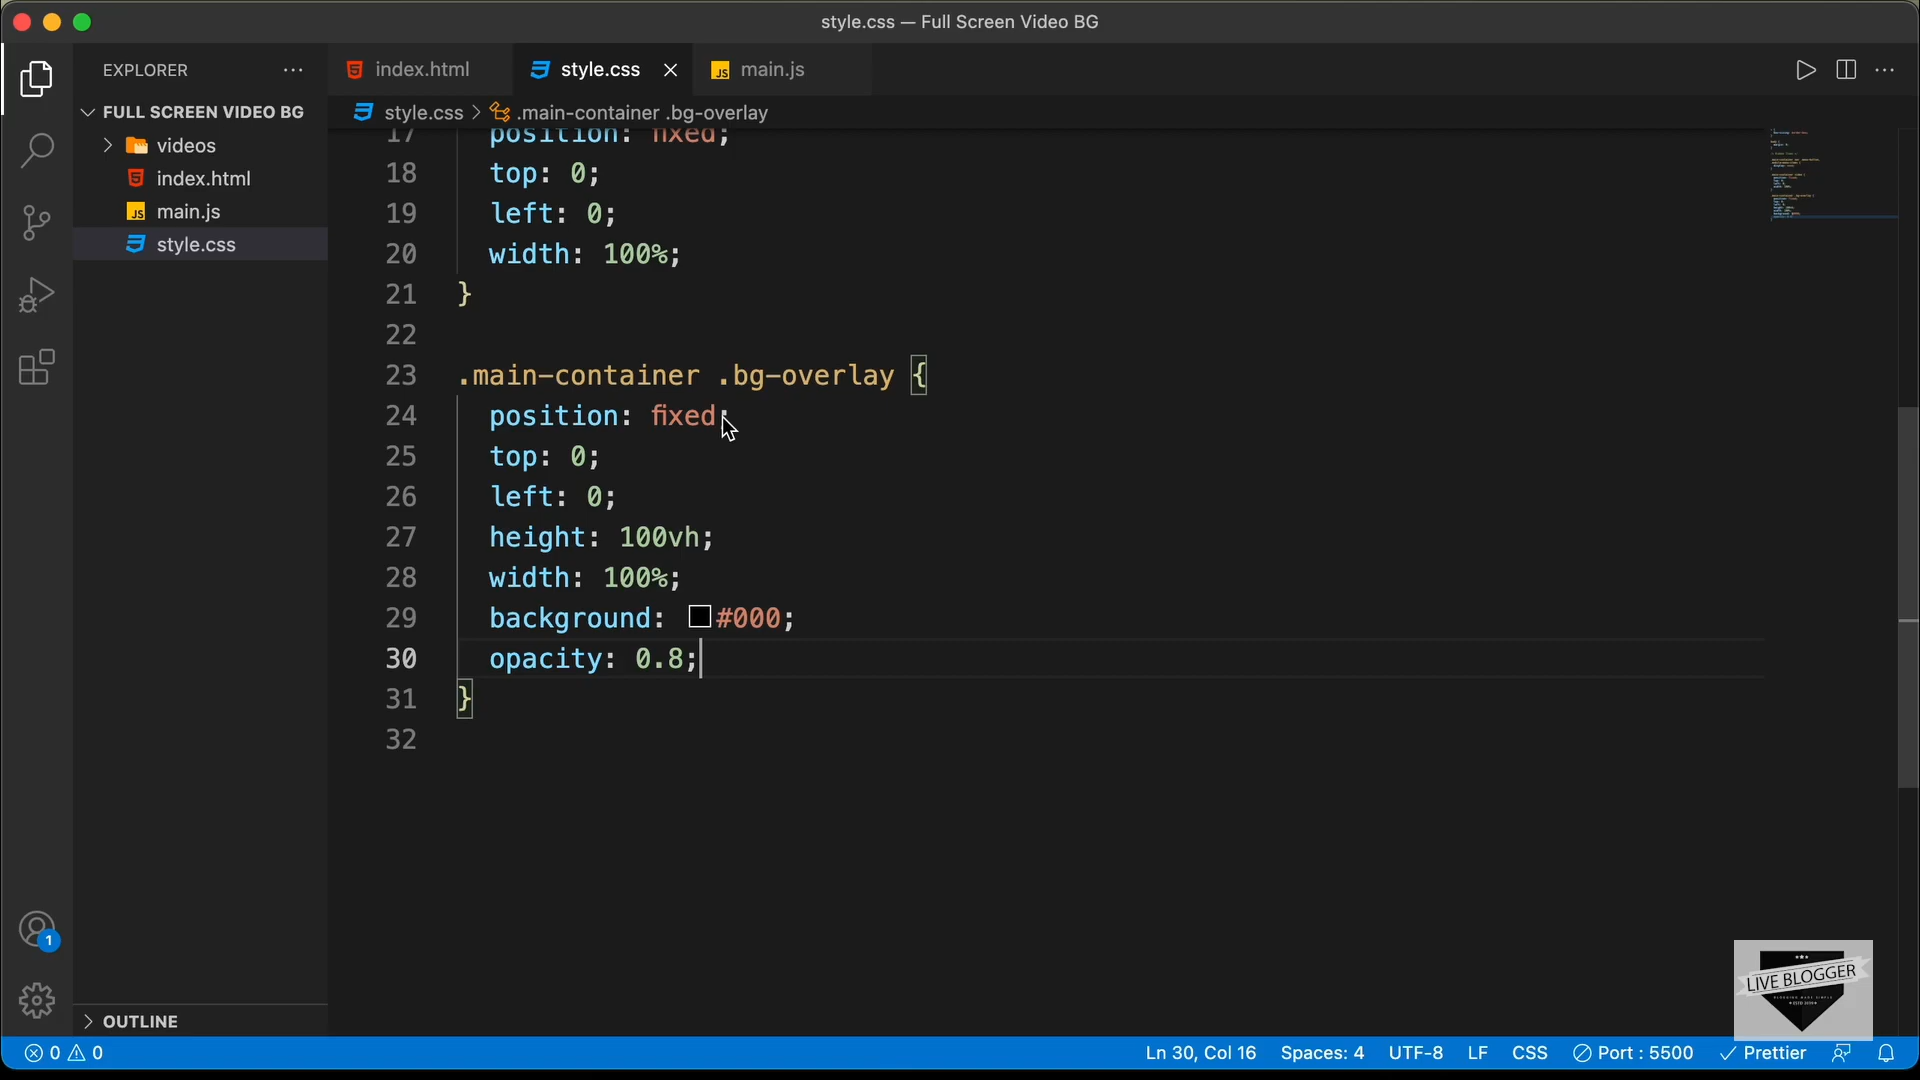 style.css — Full Screen Video BG
EXPLORER
index.html
style.css
main.js
FULL SCREEN VIDEO BG
style.css > .main-container .bg-overlay
videos
index.html
main.js
style.css
17 position: fixed;
18 top: 0;
19 left: 0;
20 width: 100%;
21 }
22
23 .main-container .bg-overlay {
24 position: fixed;
25 top: 0;
26 left: 0;
27 height: 100vh;
28 width: 100%;
29 background: #000;
30 opacity: 0.8;
31 }
32
1
LIVE BLOGGER
OUTLINE
0 0
Ln 30, Col 16 Spaces: 4 UTF-8 LF CSS Port : 5500 Prettier